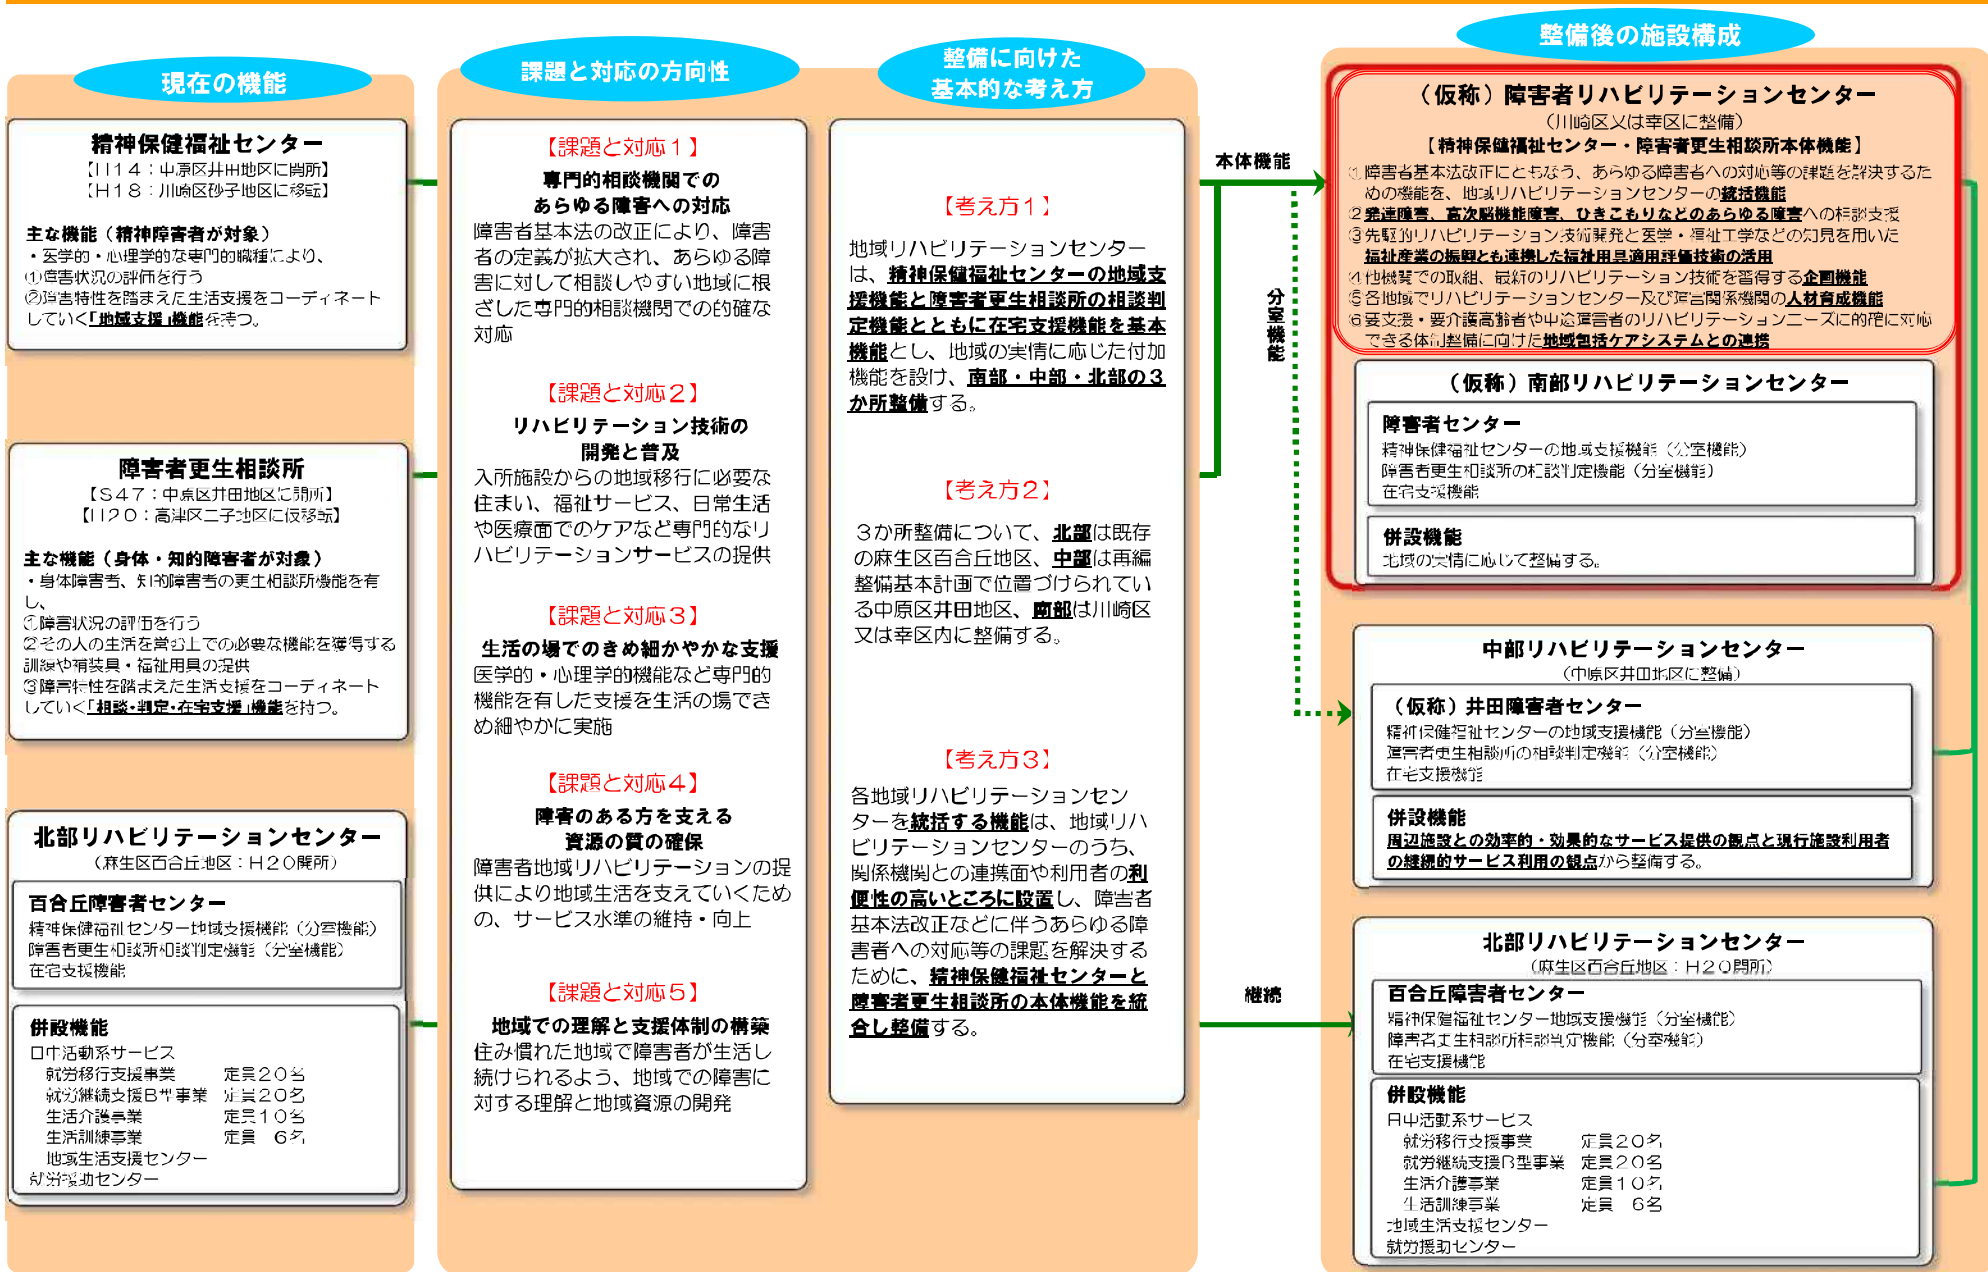 現在の機能
精神保健福祉センター
【H14：中原区井田地区に開所】
【H18：川崎区砂子地区に移転】
主な機能（精神障害者が対象）
・医学的・心理学的な専門的職種により、
①障害状況の評価を行う
②障害特性を踏まえた生活支援をコーディネート
していく「地域支援」機能を持つ。
障害者更生相談所
【S47：中原区井田地区に開所】
【H20：高津区二子地区に仮移転】
主な機能（身体・知的障害者が対象）
・身体障害者、知的障害者の更生相談所機能を有
し、
①障害状況の評価を行う
②その人の生活を営む上での必要な機能を獲得する
訓練や補装具・福祉用具の提供
③障害特性を踏まえた生活支援をコーディネート
していく「相談・判定・在宅支援」機能を持つ。
北部リハビリテーションセンター
（麻生区百合丘地区：H20開所）
百合丘障害者センター
精神保健福祉センター地域支援機能（分室機能）
障害者更生相談所相談判定機能（分室機能）
在宅支援機能
併設機能
日中活動系サービス
就労移行支援事業　定員20名
就労継続支援B型事業　定員20名
生活介護事業　定員10名
生活訓練事業　定員　6名
地域生活支援センター
就労援助センター
課題と対応の方向性
【課題と対応1】
専門的相談機関での
あらゆる障害への対応
障害者基本法の改正により、障害
者の定義が拡大され、あらゆる障
害に対して相談しやすい地域に根
ざした専門的相談機関での的確な
対応
【課題と対応2】
リハビリテーション技術の
開発と普及
入所施設からの地域移行に必要な
住まい、福祉サービス、日常生活
や医療面でのケアなど専門的なリ
ハビリテーションサービスの提供
【課題と対応3】
生活の場でのきめ細かやかな支援
医学的・心理学的機能など専門的
機能を有した支援を生活の場でき
め細やかに実施
【課題と対応4】
障害のある方を支える
資源の質の確保
障害者地域リハビリテーションの提
供により地域生活を支えていくため
の、サービス水準の維持・向上
【課題と対応5】
地域での理解と支援体制の構築
住み慣れた地域で障害者が生活し
続けられるよう、地域での障害に
対する理解と地域資源の開発
整備に向けた
基本的な考え方
【考え方1】
地域リハビリテーションセンター
は、精神保健福祉センターの地域支
援機能と障害者更生相談所の相談判
定機能とともに在宅支援機能を基本
機能とし、地域の実情に応じた付加
機能を設け、南部・中部・北部の3
か所整備する。
【考え方2】
3か所整備について、北部は既存
の麻生区百合丘地区、中部は再編
整備基本計画で位置づけられてい
る中原区井田地区、南部は川崎区
又は幸区内に整備する。
【考え方3】
各地域リハビリテーションセン
ターを統括する機能は、地域リハ
ビリテーションセンターのうち、
関係機関との連携面や利用者の利
便性の高いところに設置し、障害者
基本法改正などに伴うあらゆる障
害者への対応等の課題を解決する
ために、精神保健福祉センターと
障害者更生相談所の本体機能を統
合し整備する。
本体機能
分室機能
継続
整備後の施設構成
（仮称）障害者リハビリテーションセンター
（川崎区又は幸区に整備）
【精神保健福祉センター・障害者更生相談所本体機能】
①障害者基本法改正にともなう、あらゆる障害者への対応等の課題を解決するた
めの機能を、地域リハビリテーションセンターの統括機能
②発達障害、高次脳機能障害、ひきこもりなどのあらゆる障害への相談支援
③先駆的リハビリテーション技術開発と医学・福祉工学などの知見を用いた
福祉産業の振興とも連携した福祉用具適用評価技術の活用
④他機関での取組、最新のリハビリテーション技術を習得する企画機能
⑤各地域でリハビリテーションセンター及び障害関係機関の人材育成機能
⑥要支援・要介護高齢者や中途障害者のリハビリテーションニーズに的確に対応
できる体制整備に向けた地域包括ケアシステムとの連携
（仮称）南部リハビリテーションセンター
障害者センター
精神保健福祉センターの地域支援機能（分室機能）
障害者更生相談所の相談判定機能（分室機能）
在宅支援機能
併設機能
地域の実情に応じて整備する。
中部リハビリテーションセンター
（中原区井田地区に整備）
（仮称）井田障害者センター
精神保健福祉センターの地域支援機能（分室機能）
障害者更生相談所の相談判定機能（分室機能）
在宅支援機能
併設機能
周辺施設との効率的・効果的なサービス提供の観点と現行施設利用者
の継続的サービス利用の観点から整備する。
北部リハビリテーションセンター
（麻生区百合丘地区：H20開所）
百合丘障害者センター
精神保健福祉センター地域支援機能（分室機能）
障害者更生相談所相談判定機能（分室機能）
在宅支援機能
併設機能
日中活動系サービス
就労移行支援事業　定員20名
就労継続支援B型事業　定員20名
生活介護事業　定員10名
生活訓練事業　定員　6名
地域生活支援センター
就労援助センター